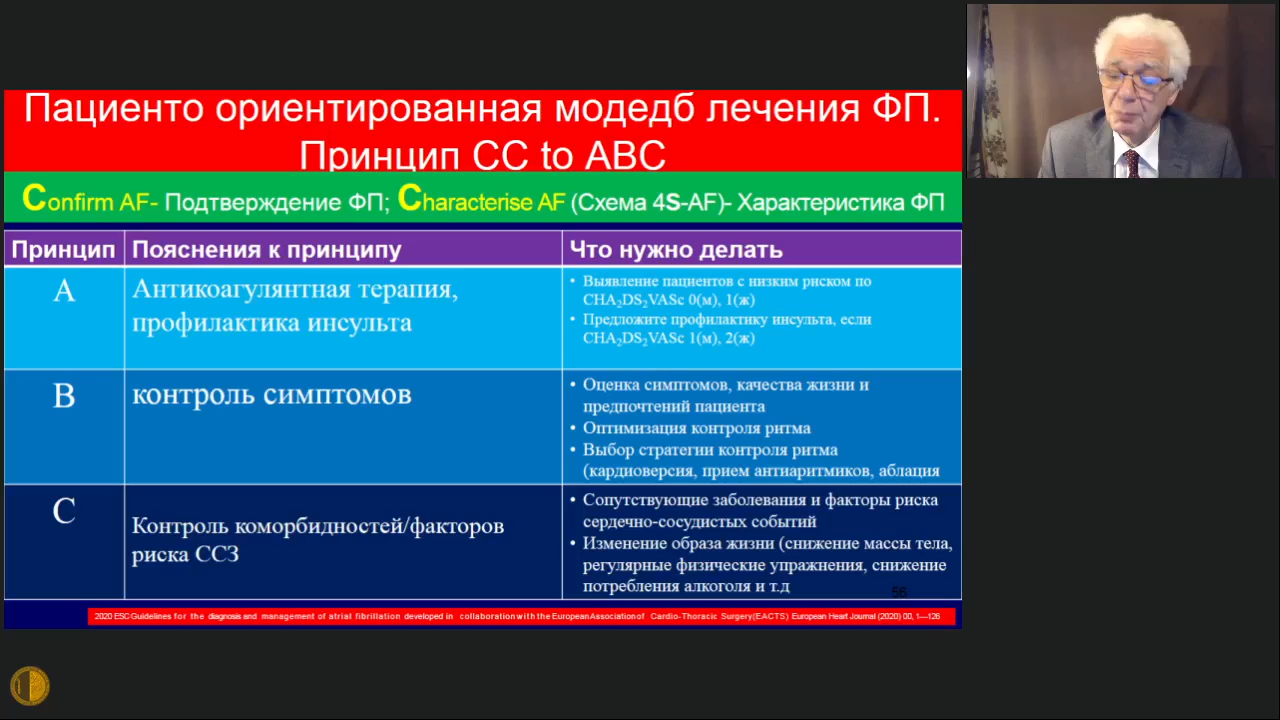 Пациенто ориентированная модедб лечения ФП.
Принцип CC to ABC
Confirm AF- Подтверждение ФП; Characterise AF (Схема 4S-AF)- Характеристика ФП
Принцип Пояснения к принципу Что нужно делать
A
Антикоагулянтная терапия,
профилактика инсульта
• Выявление пациентов с низким риском по
CHA₂DS₂VASc 0(м), 1(ж)
• Предложите профилактику инсульта, если
CHA₂DS₂VASc 1(м), 2(ж)
B
контроль симптомов
• Оценка симптомов, качества жизни и
предпочтений пациента
• Оптимизация контроля ритма
• Выбор стратегии контроля ритма
(кардиоверсия, прием антиаритмиков, аблация
C
Контроль коморбидностей/факторов
риска ССЗ
• Сопутствующие заболевания и факторы риска
сердечно-сосудистых событий
• Изменение образа жизни (снижение массы тела,
регулярные физические упражнения, снижение
потребления алкоголя и т.д
56
2020 ESC Guidelines for the diagnosis and management of atrial fibrillation developed in collaboration with the European Association of Cardio-Thoracic Surgery(EACTS) European Heart Journal (2020) 00, 1—126